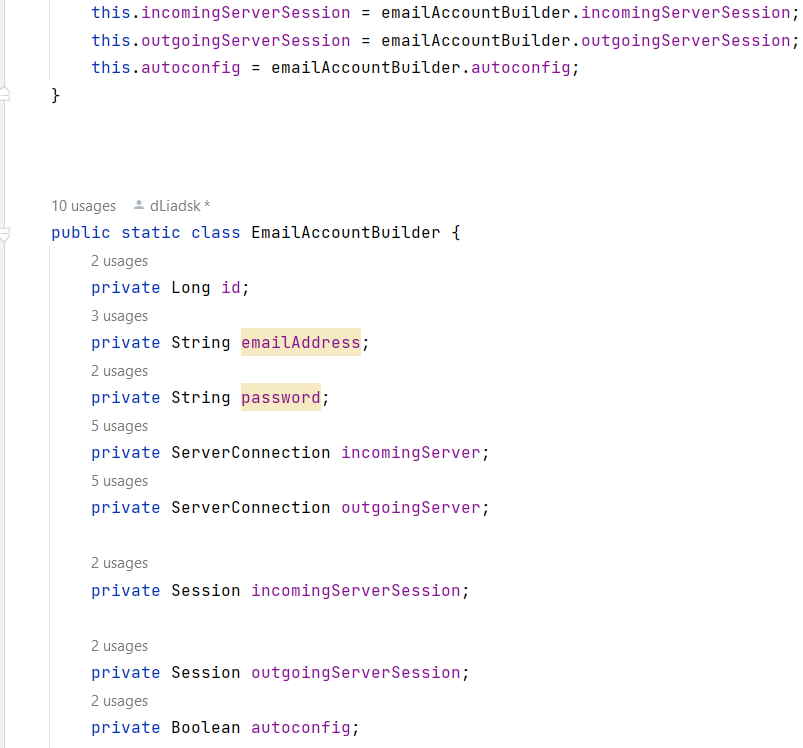 this.incomingServerSession = emailAccountBuilder.incomingServerSession;
this.outgoingServerSession = emailAccountBuilder.outgoingServerSession;
this.autoconfig = emailAccountBuilder.autoconfig;
}
10 usages dLiadsk *
public static class EmailAccountBuilder {
2 usages
private Long id;
3 usages
private String emailAddress;
2 usages
private String password;
5 usages
private ServerConnection incomingServer;
5 usages
private ServerConnection outgoingServer;
2 usages
private Session incomingServerSession;
2 usages
private Session outgoingServerSession;
2 usages
private Boolean autoconfig;